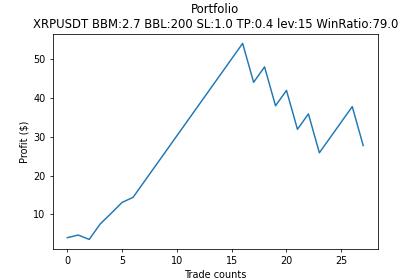 Portfolio
XRPUSDT BBM:2.7 BBL:200 SL:1.0 TP:0.4 lev:15 WinRatio:79.0
50
40
30
20
10
Profit ($)
0 5 10 15 20 25
Trade counts